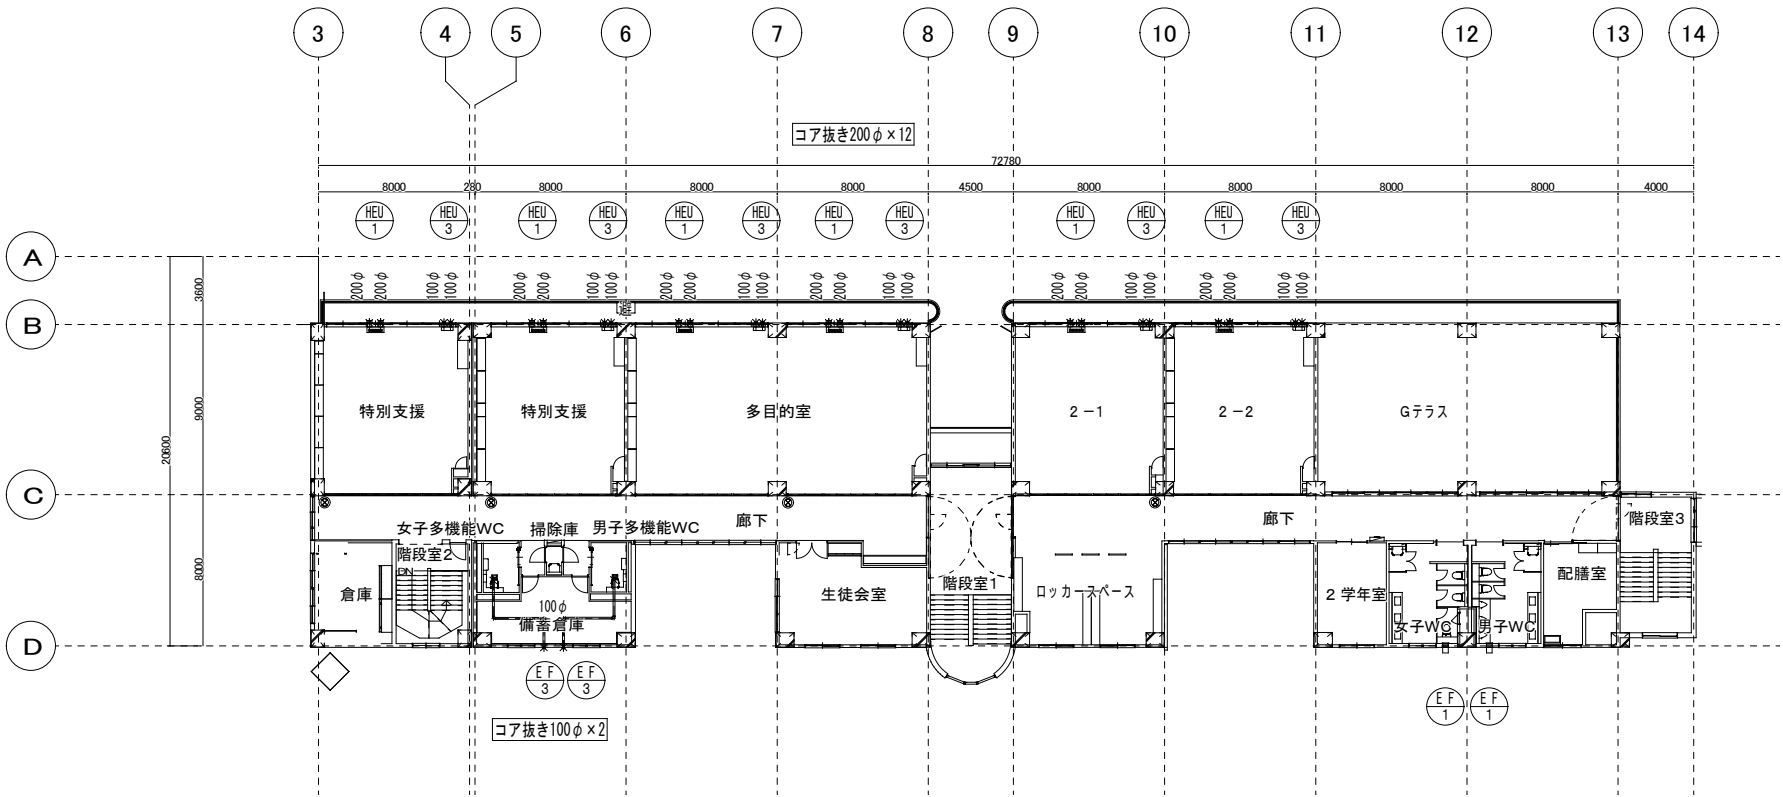 3 4 5 6 7 8 9 10 11 12 13 14
コア抜き200φ×12
72780
8000 280 8000 8000 8000 4500 8000 8000 8000 8000 4000
HEU 1
HEU 3
HEU 1
HEU 3
HEU 1
HEU 3
HEU 1
HEU 3
HEU 1
HEU 3
HEU 1
HEU 3
A
B
C
D
3600
9000
8000
20600
200φ 200φ 100φ 100φ 200φ 200φ 100φ 100φ 200φ 200φ 100φ 100φ 200φ 200φ 100φ 100φ 200φ 200φ 100φ 100φ 200φ 200φ 100φ 100φ
避
特別支援
特別支援
多目的室
2-1
2-2
Gテラス
女子多機能WC
掃除庫
男子多機能WC
廊下
廊下
階段室3
階段室2
DN
倉庫
100φ
備蓄倉庫
生徒会室
階段室1
ロッカースペース
2学年室
女子WC
男子WC
配膳室
EF 3
EF 3
EF 1
EF 1
コア抜き100φ×2